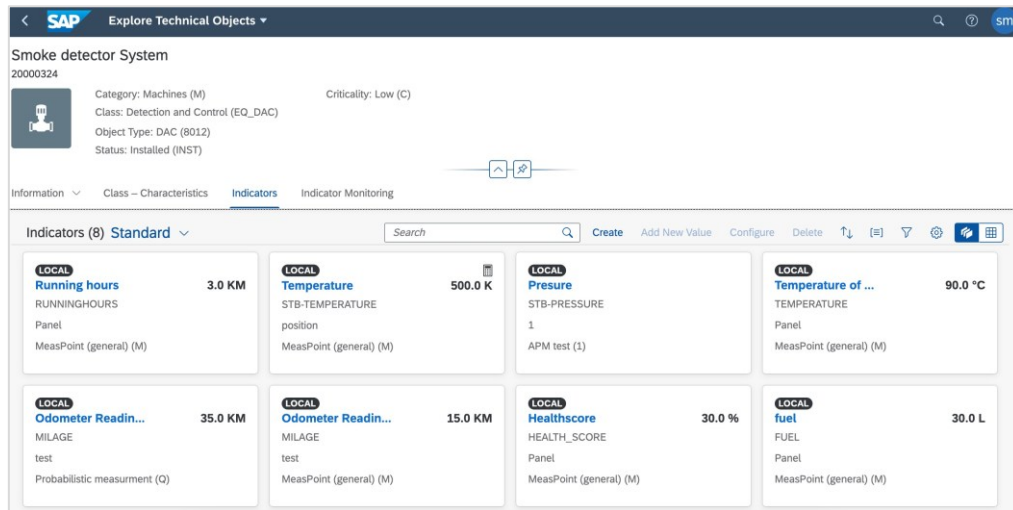 SAP Explore Technical Objects
sm
Smoke detector System
20000324
Category: Machines (M) Criticality: Low (C)
Class: Detection and Control (EQ_DAC)
Object Type: DAC (8012)
Status: Installed (INST)
Information Class – Characteristics Indicators Indicator Monitoring
Indicators (8) Standard Search Create Add New Value Configure Delete
LOCAL
Running hours 3.0 KM
RUNNINGHOURS
Panel
MeasPoint (general) (M)
LOCAL
Temperature 500.0 K
STB-TEMPERATURE
position
MeasPoint (general) (M)
LOCAL
Presure
STB-PRESSURE
1
APM test (1)
LOCAL
Temperature of ... 90.0 °C
TEMPERATURE
Panel
MeasPoint (general) (M)
LOCAL
Odometer Readin... 35.0 KM
MILAGE
test
Probabilistic measurment (Q)
LOCAL
Odometer Readin... 15.0 KM
MILAGE
test
MeasPoint (general) (M)
LOCAL
Healthscore 30.0 %
HEALTH_SCORE
Panel
MeasPoint (general) (M)
LOCAL
fuel 30.0 L
FUEL
Panel
MeasPoint (general) (M)